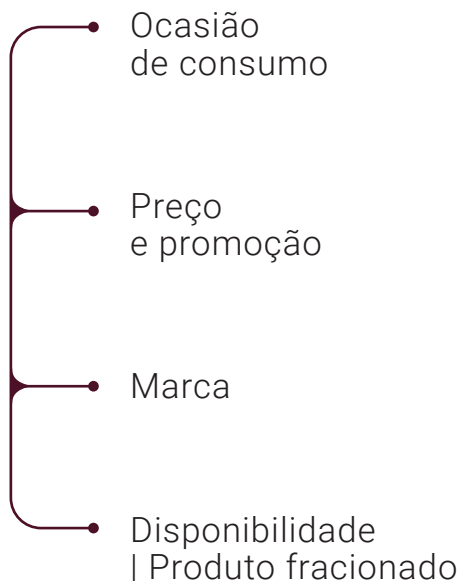 Ocasião
de consumo
Preço
e promoção
Marca
Disponibilidade
| Produto fracionado